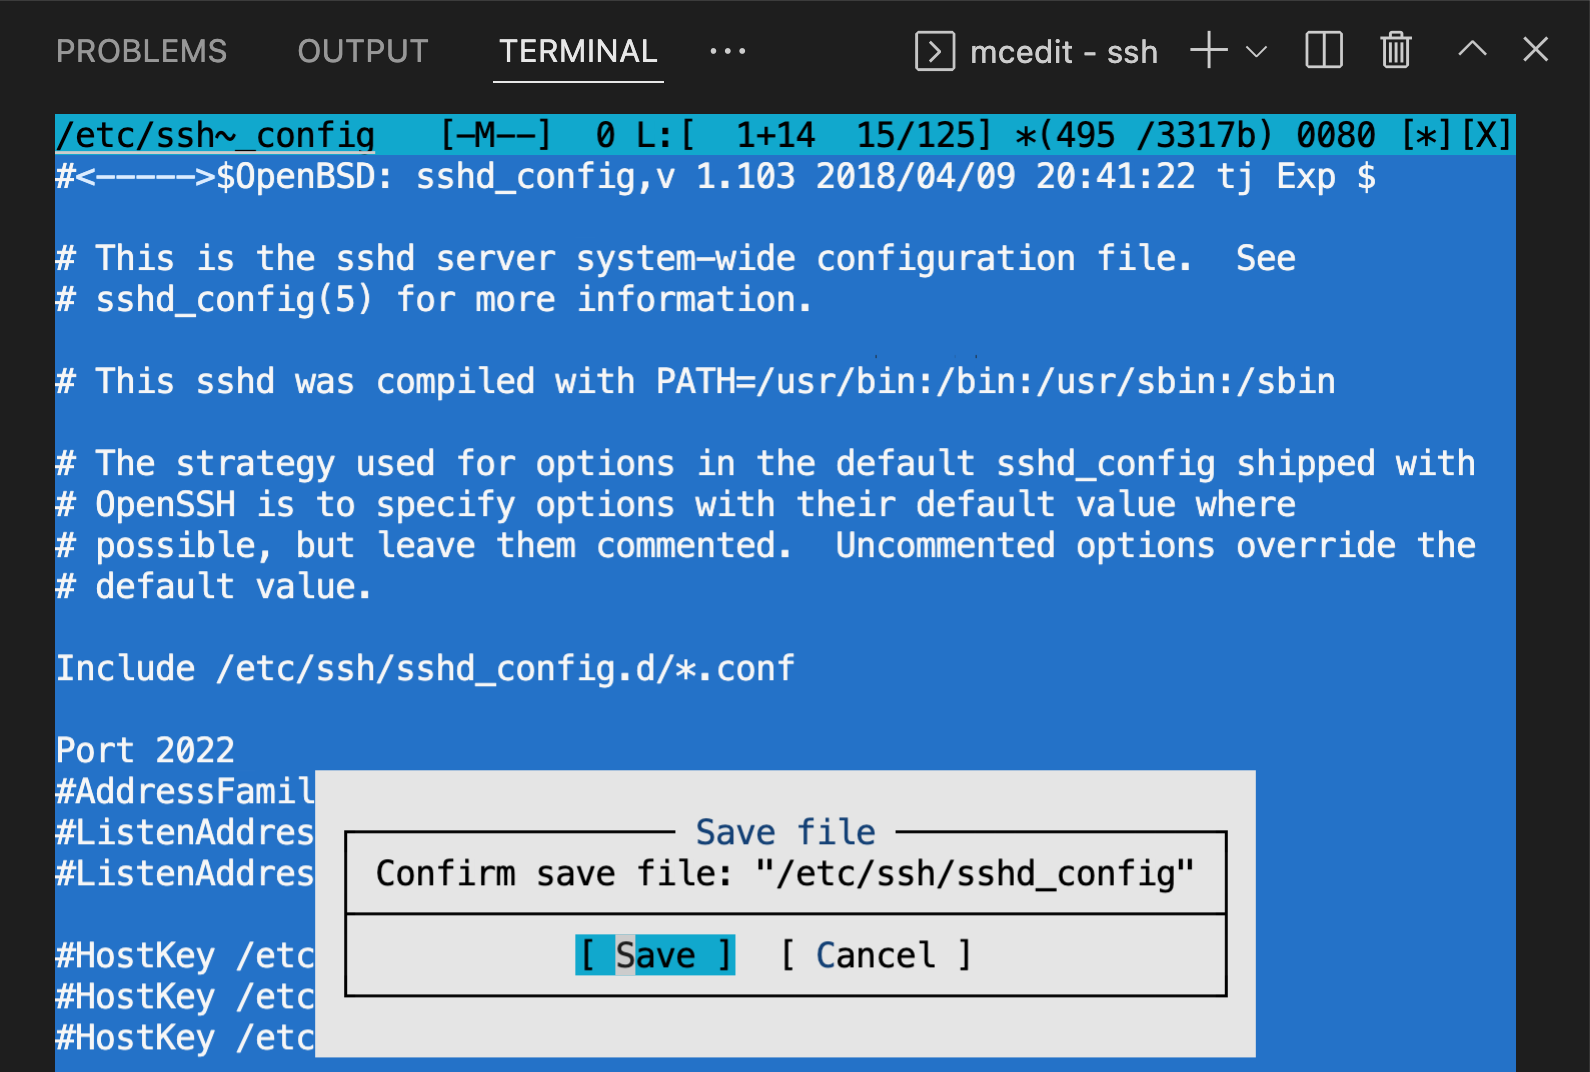 PROBLEMS OUTPUT TERMINAL ··· mcedit - ssh
/etc/ssh~_config [-M--] 0 L:[ 1+14 15/125] *(495 /3317b) 0080 [*][X]
#<----->$OpenBSD: sshd_config,v 1.103 2018/04/09 20:41:22 tj Exp $
# This is the sshd server system-wide configuration file.  See
# sshd_config(5) for more information.
# This sshd was compiled with PATH=/usr/bin:/bin:/usr/sbin:/sbin
# The strategy used for options in the default sshd_config shipped with
# OpenSSH is to specify options with their default value where
# possible, but leave them commented.  Uncommented options override the
# default value.
Include /etc/ssh/sshd_config.d/*.conf
Port 2022
#AddressFamil
#ListenAddres
#ListenAddres
#HostKey /etc
#HostKey /etc
#HostKey /etc
Save file
Confirm save file: "/etc/ssh/sshd_config"
[ Save ] [ Cancel ]